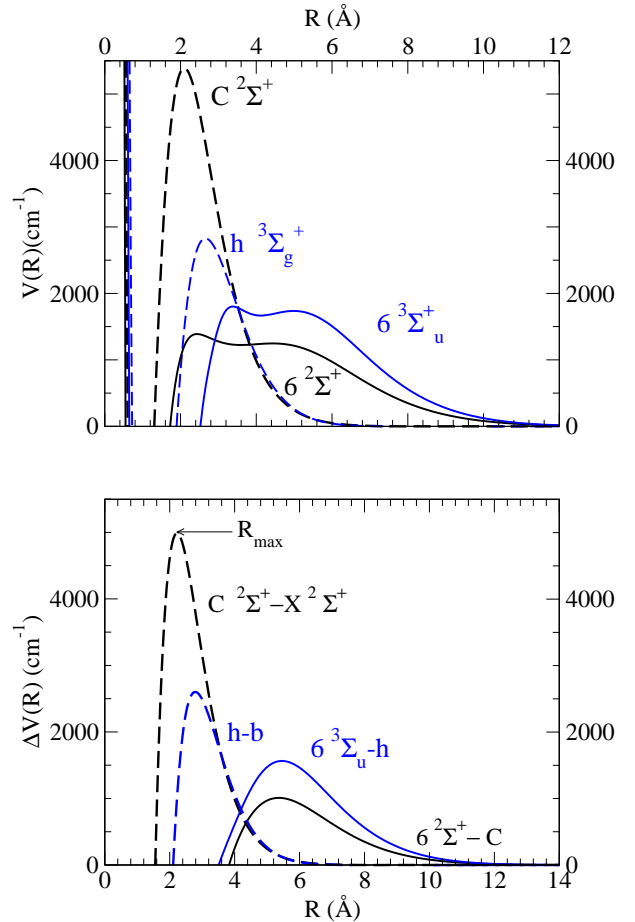 R (Å)
0 2 4 6 8 10 12
C ²Σ⁺
4000 4000
h ³Σg⁺
V(R)(cm⁻¹)
2000 2000
6 ³Σ⁺u
6 ²Σ⁺
0 0
Rmax
C ²Σ⁺−X ² Σ⁺
4000 4000
ΔV(R) (cm⁻¹)
2000 2000
h-b
6 ³Σu-h
6 ²Σ⁺− C
0 0
0 2 4 6 8 10 12 14
R (Å)